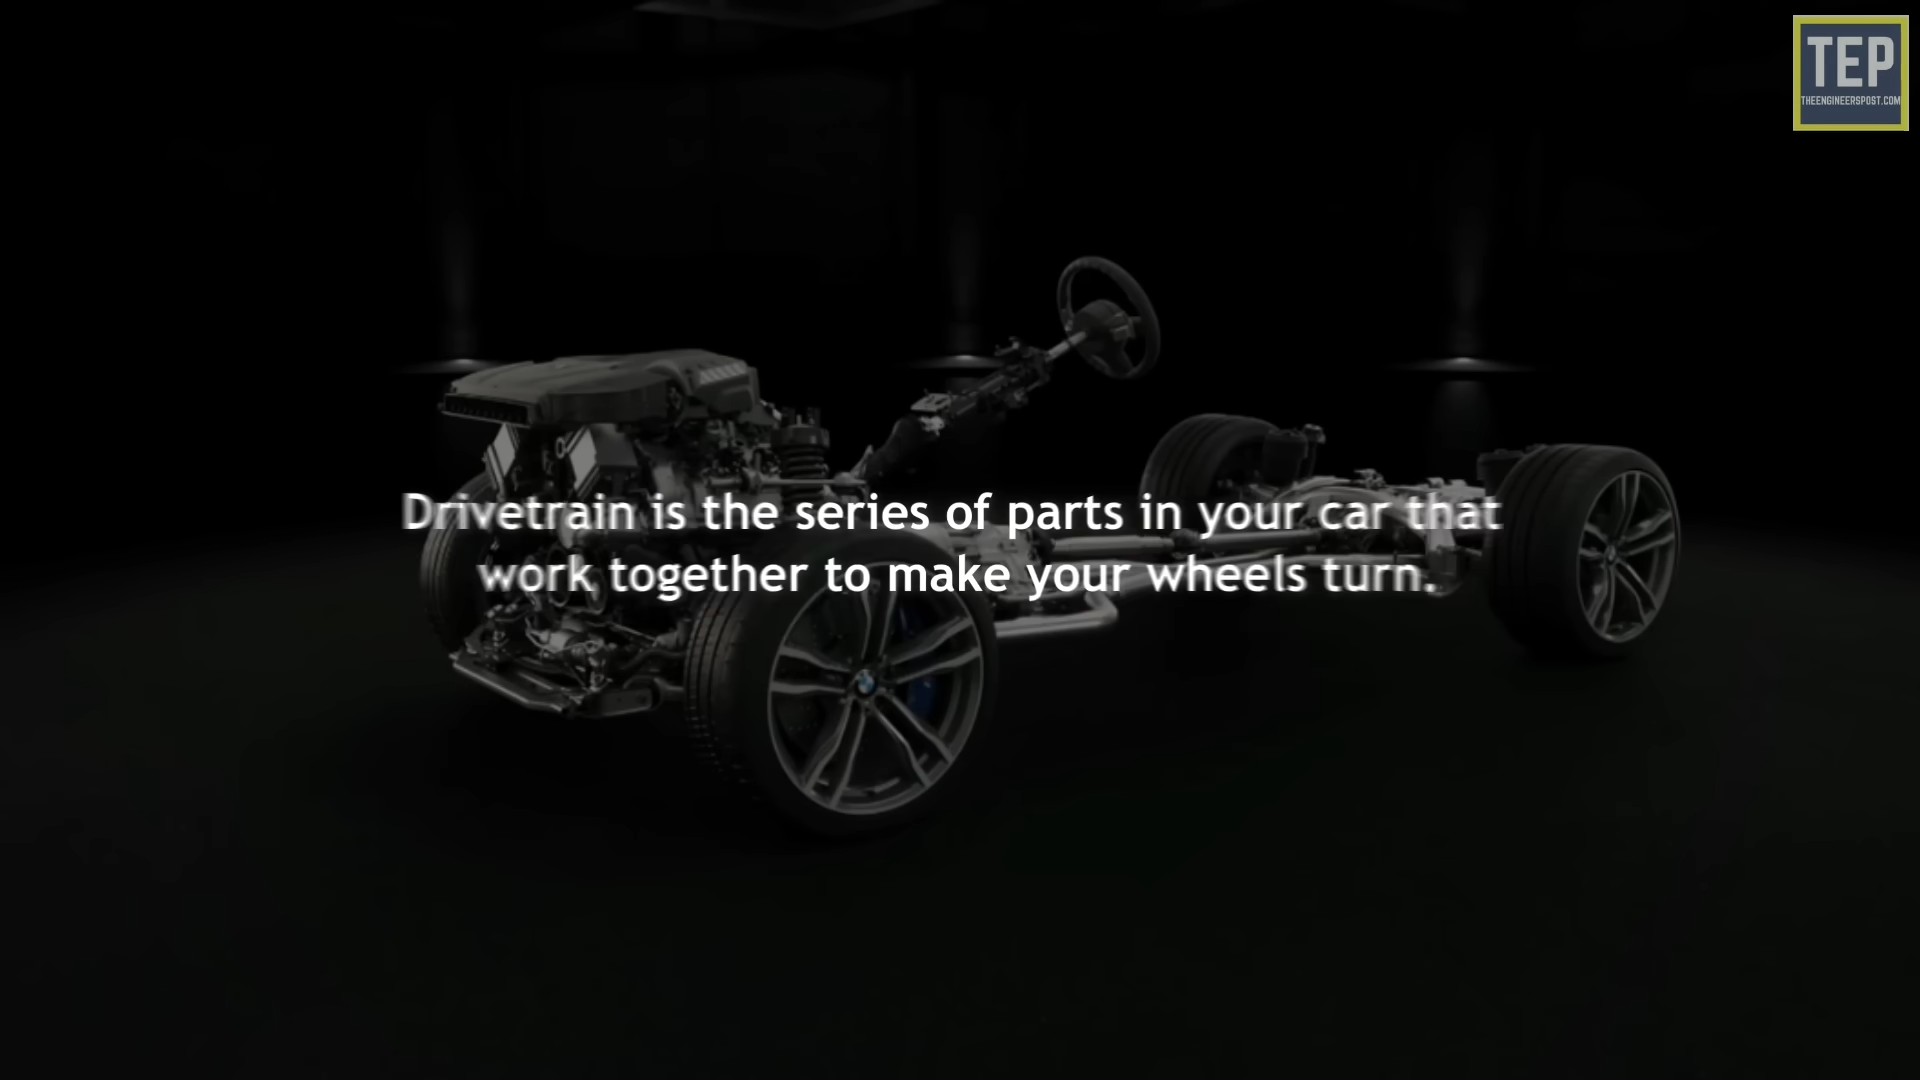 TEP
THEENGINEERSPOST.COM
Drivetrain is the series of parts in your car that
work together to make your wheels turn.